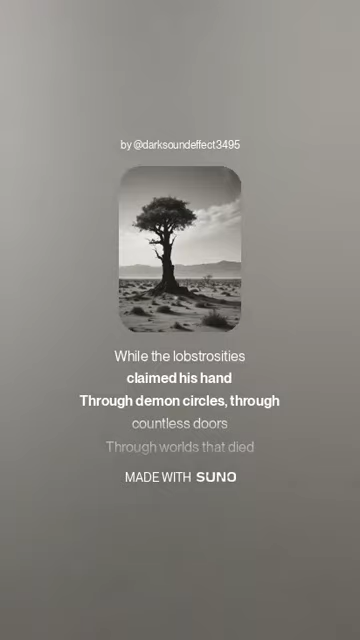 by @darksoundeffect3495
While the lobstrosities
claimed his hand
Through demon circles, through
countless doors
Through worlds that died
MADE WITH SUNO